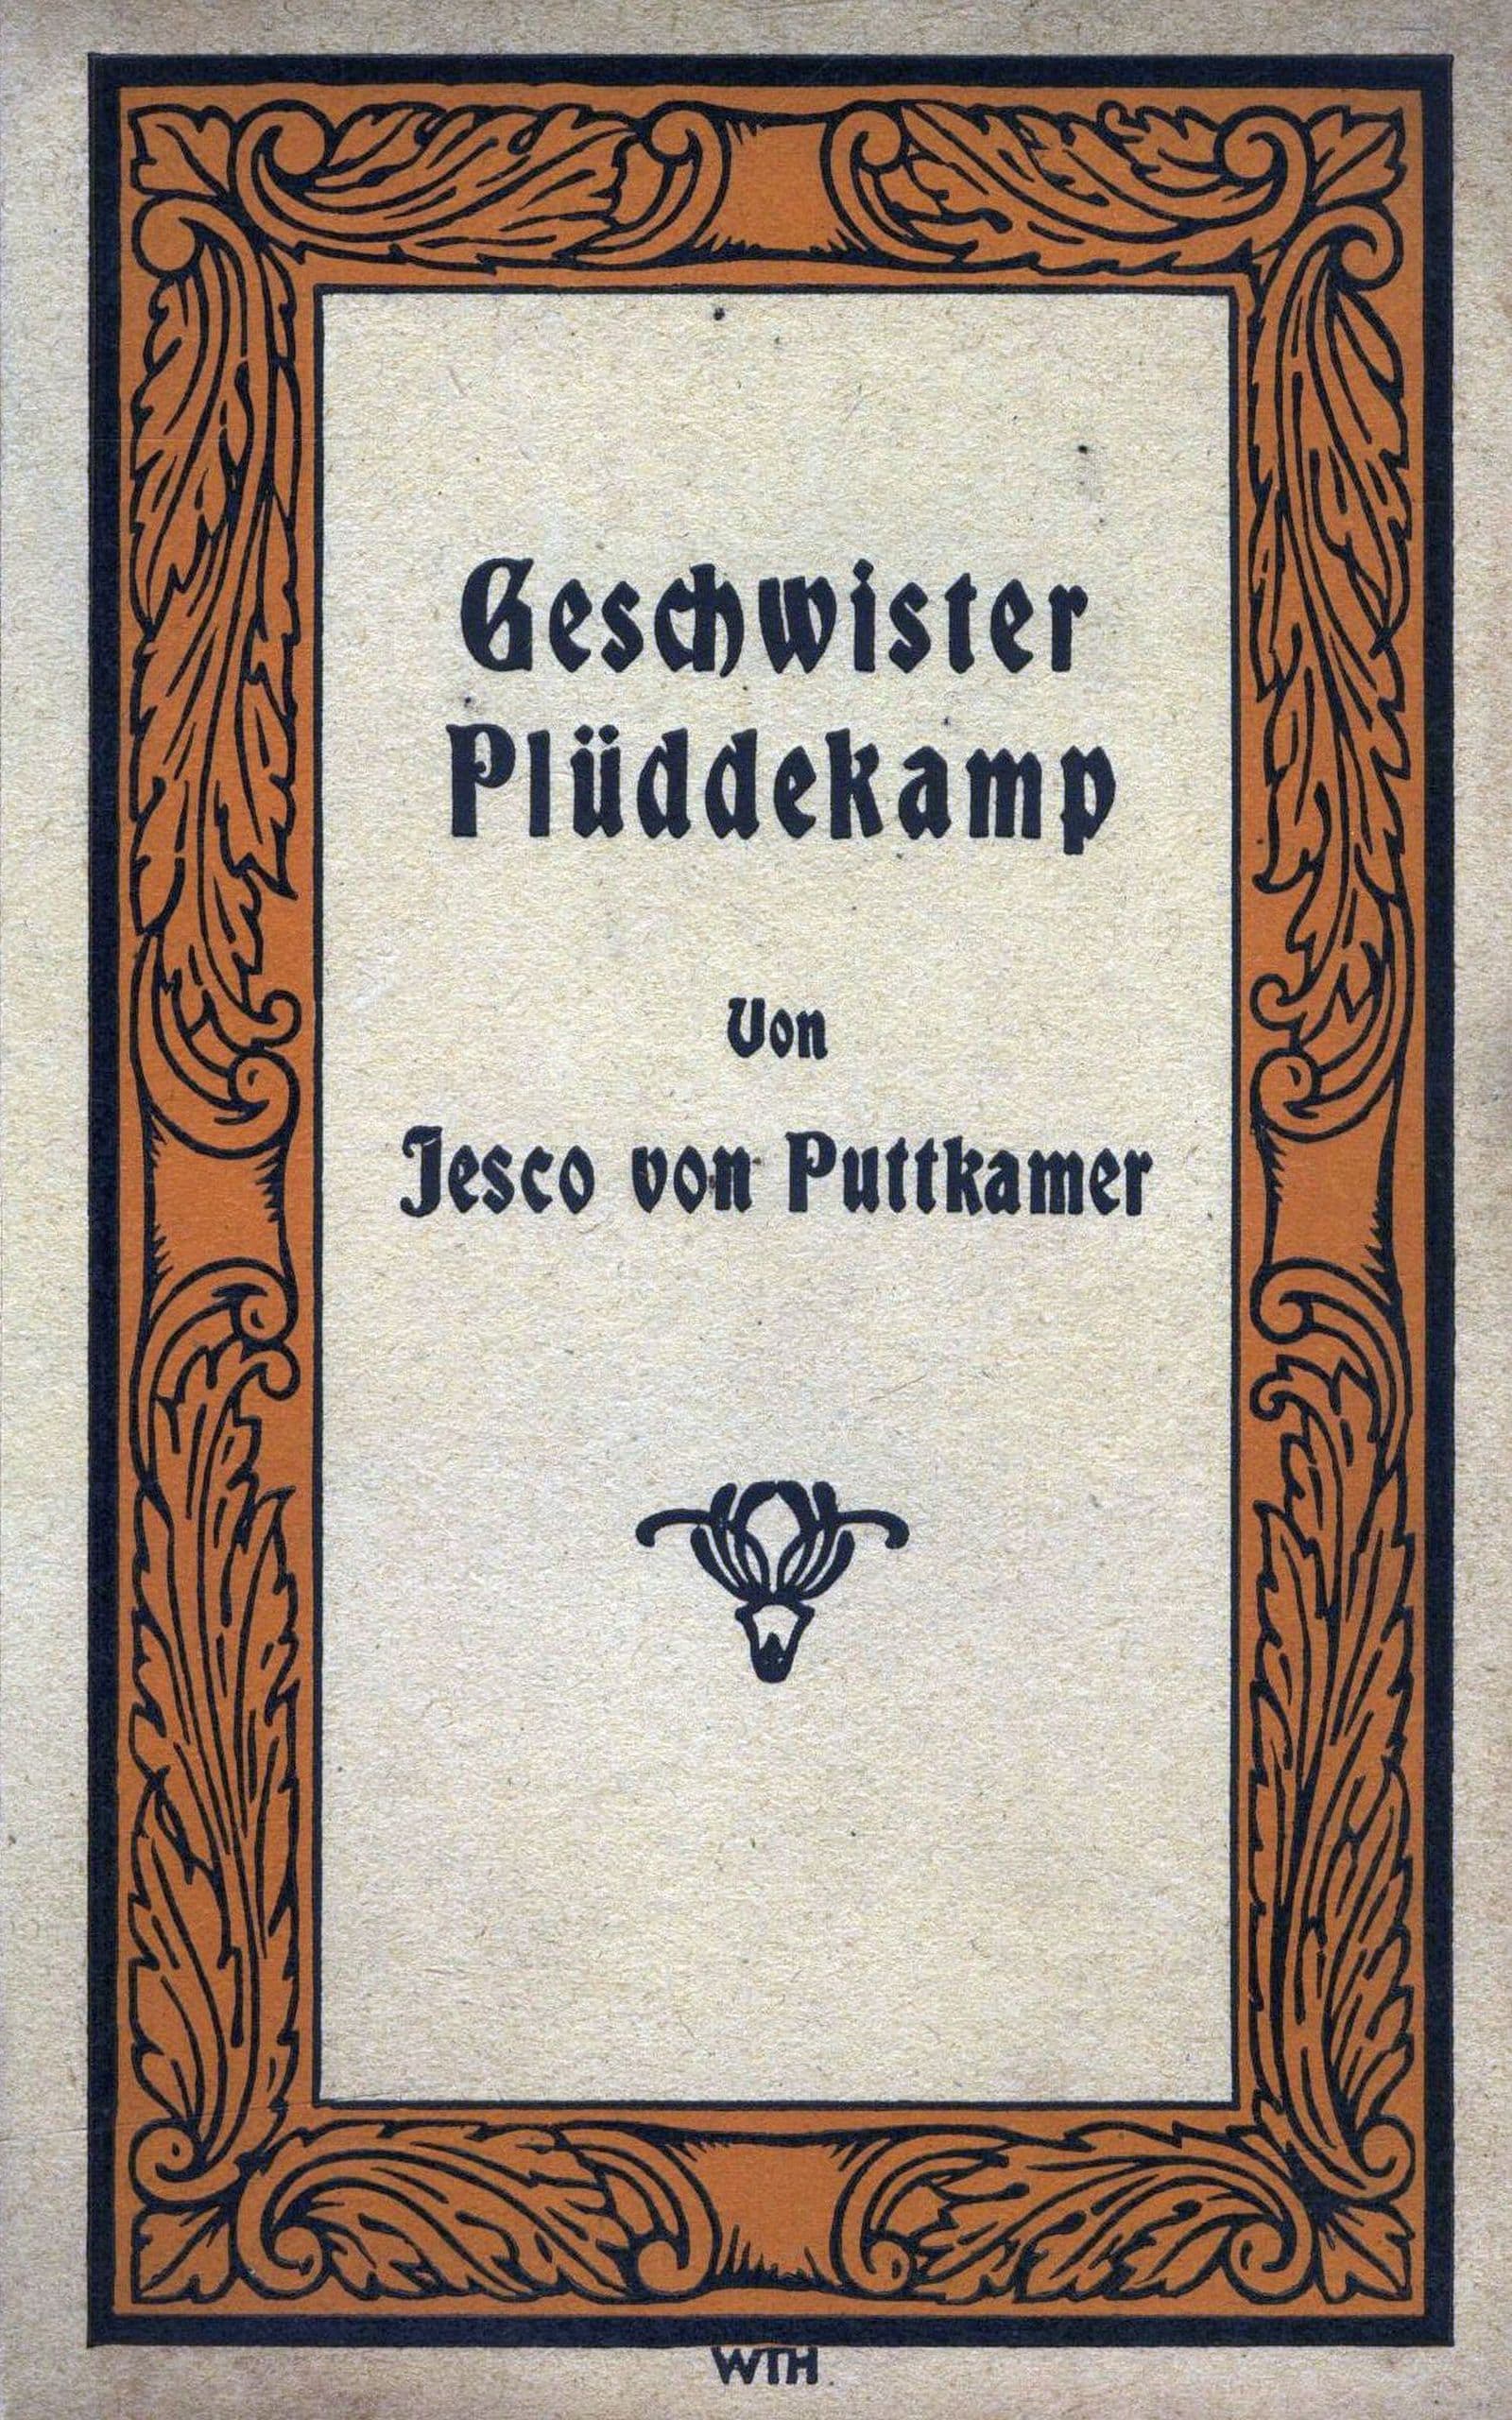 Geschwister
Plüddekamp
Von
Jesco von Puttkamer
WTH